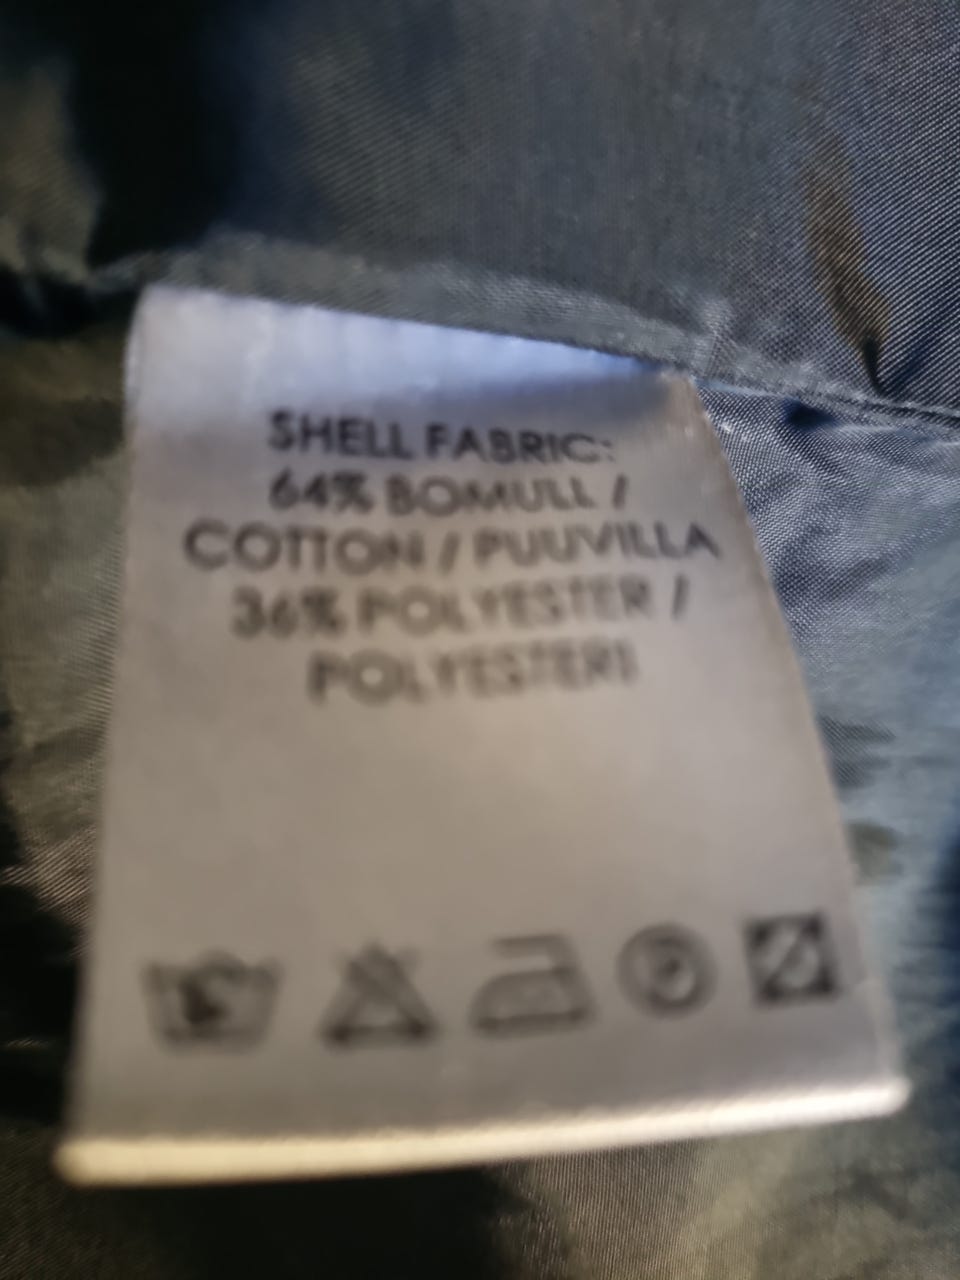 SHELL FABRIC:
64% BOMULL /
COTTON / PUUVILLA
36% POLYESTER /
POLYESTERI
P